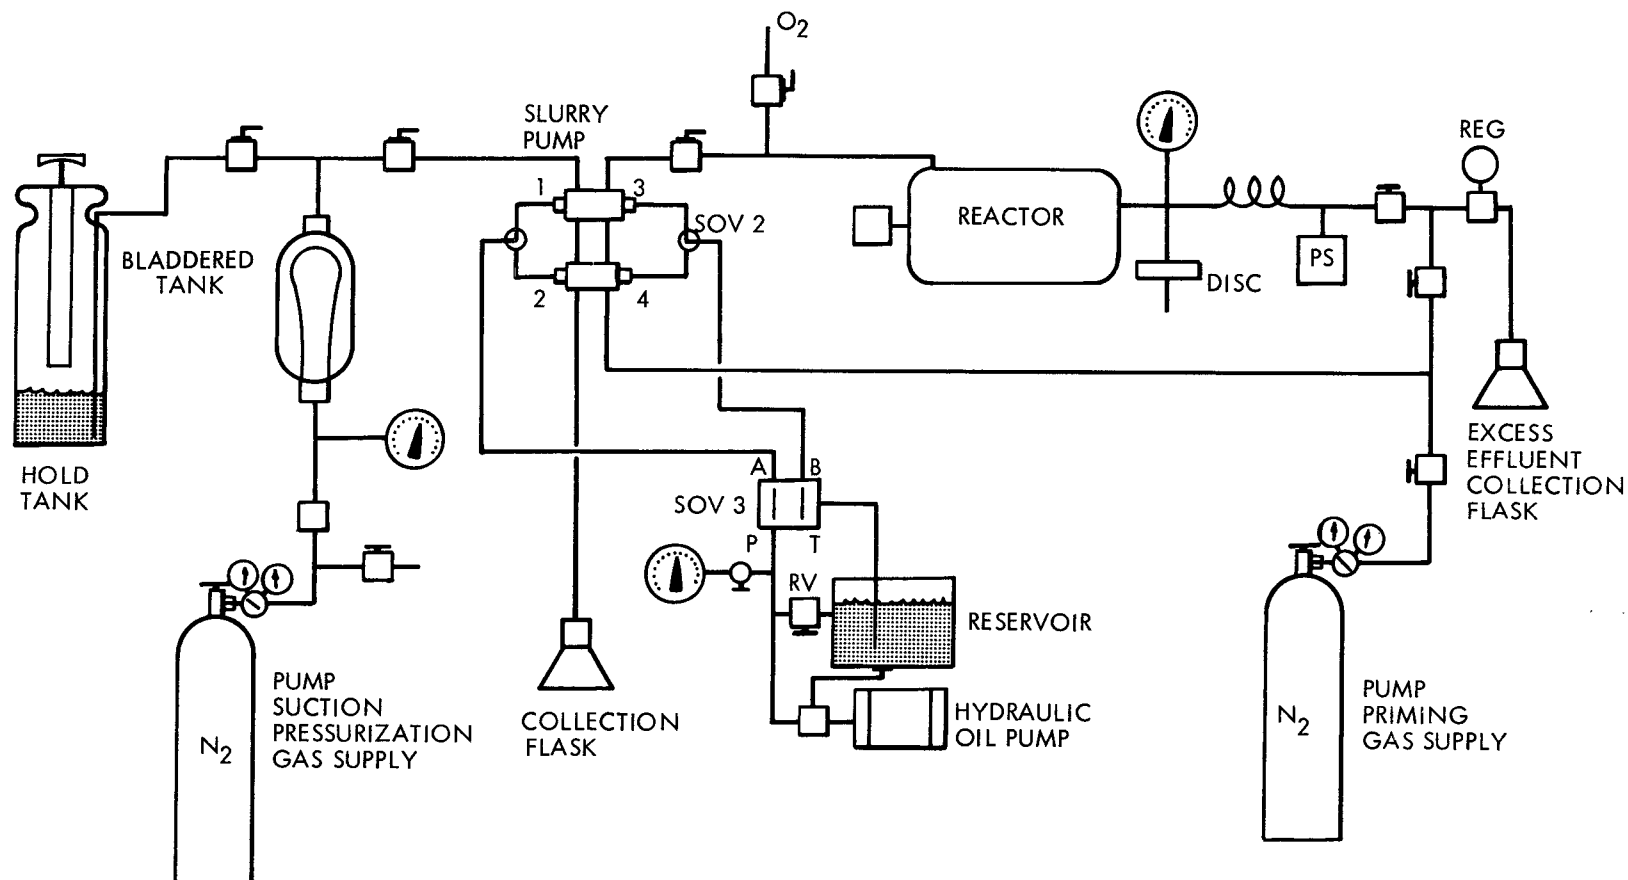 O2
SLURRY
PUMP
REG
1
3
SOV 2
REACTOR
BLADDERED
TANK
PS
DISC
2
4
HOLD
TANK
A
B
SOV 3
P
T
EXCESS
EFFLUENT
COLLECTION
FLASK
RV
RESERVOIR
PUMP
SUCTION
PRESSURIZATION
GAS SUPPLY
N2
COLLECTION
FLASK
HYDRAULIC
OIL PUMP
N2
PUMP
PRIMING
GAS SUPPLY